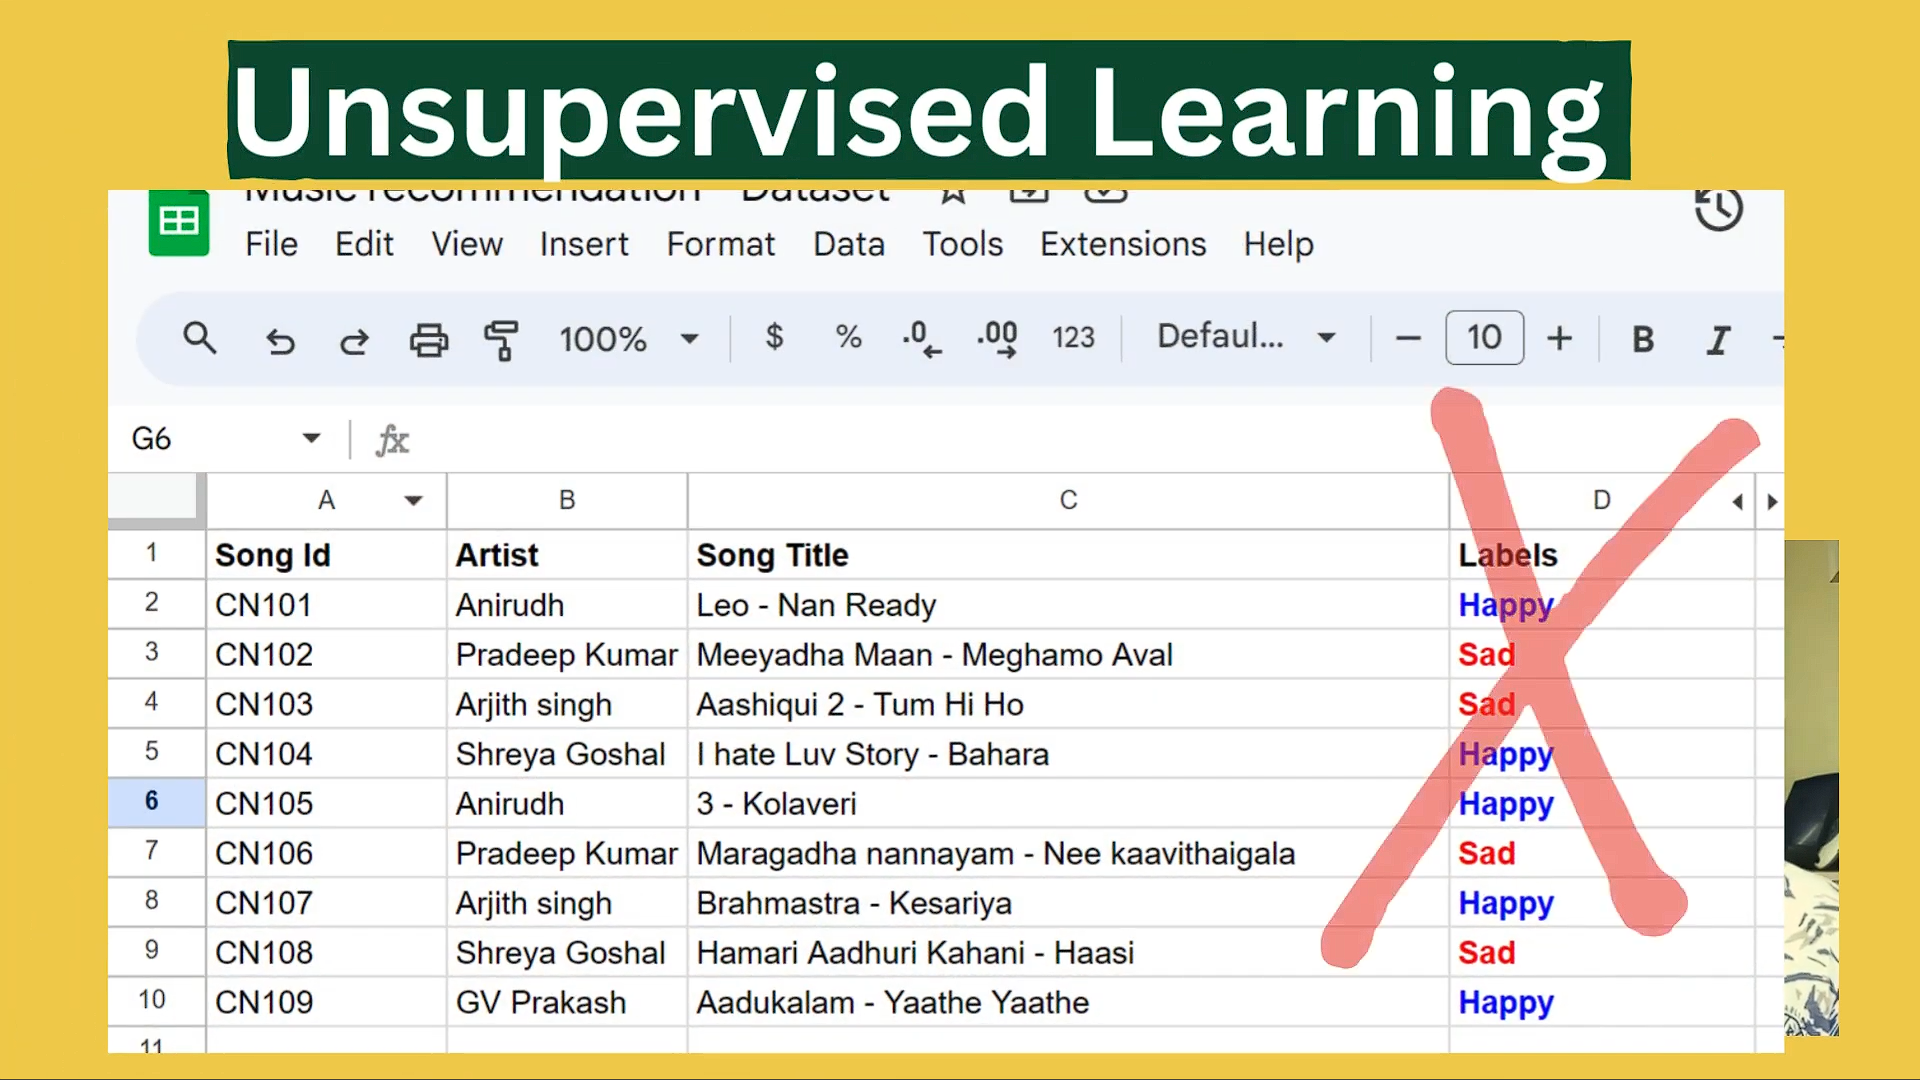 Unsupervised Learning
Music recommendation - Dataset
File Edit View Insert Format Data Tools Extensions Help
100% $ % .0 .00 123 Defaul... − 10 + B I
G6 fx
A B C D
1 Song Id Artist Song Title Labels
2 CN101 Anirudh Leo - Nan Ready Happy
3 CN102 Pradeep Kumar Meeyadha Maan - Meghamo Aval Sad
4 CN103 Arjith singh Aashiqui 2 - Tum Hi Ho Sad
5 CN104 Shreya Goshal I hate Luv Story - Bahara Happy
6 CN105 Anirudh 3 - Kolaveri Happy
7 CN106 Pradeep Kumar Maragadha nannayam - Nee kaavithaigala Sad
8 CN107 Arjith singh Brahmastra - Kesariya Happy
9 CN108 Shreya Goshal Hamari Aadhuri Kahani - Haasi Sad
10 CN109 GV Prakash Aadukalam - Yaathe Yaathe Happy
11